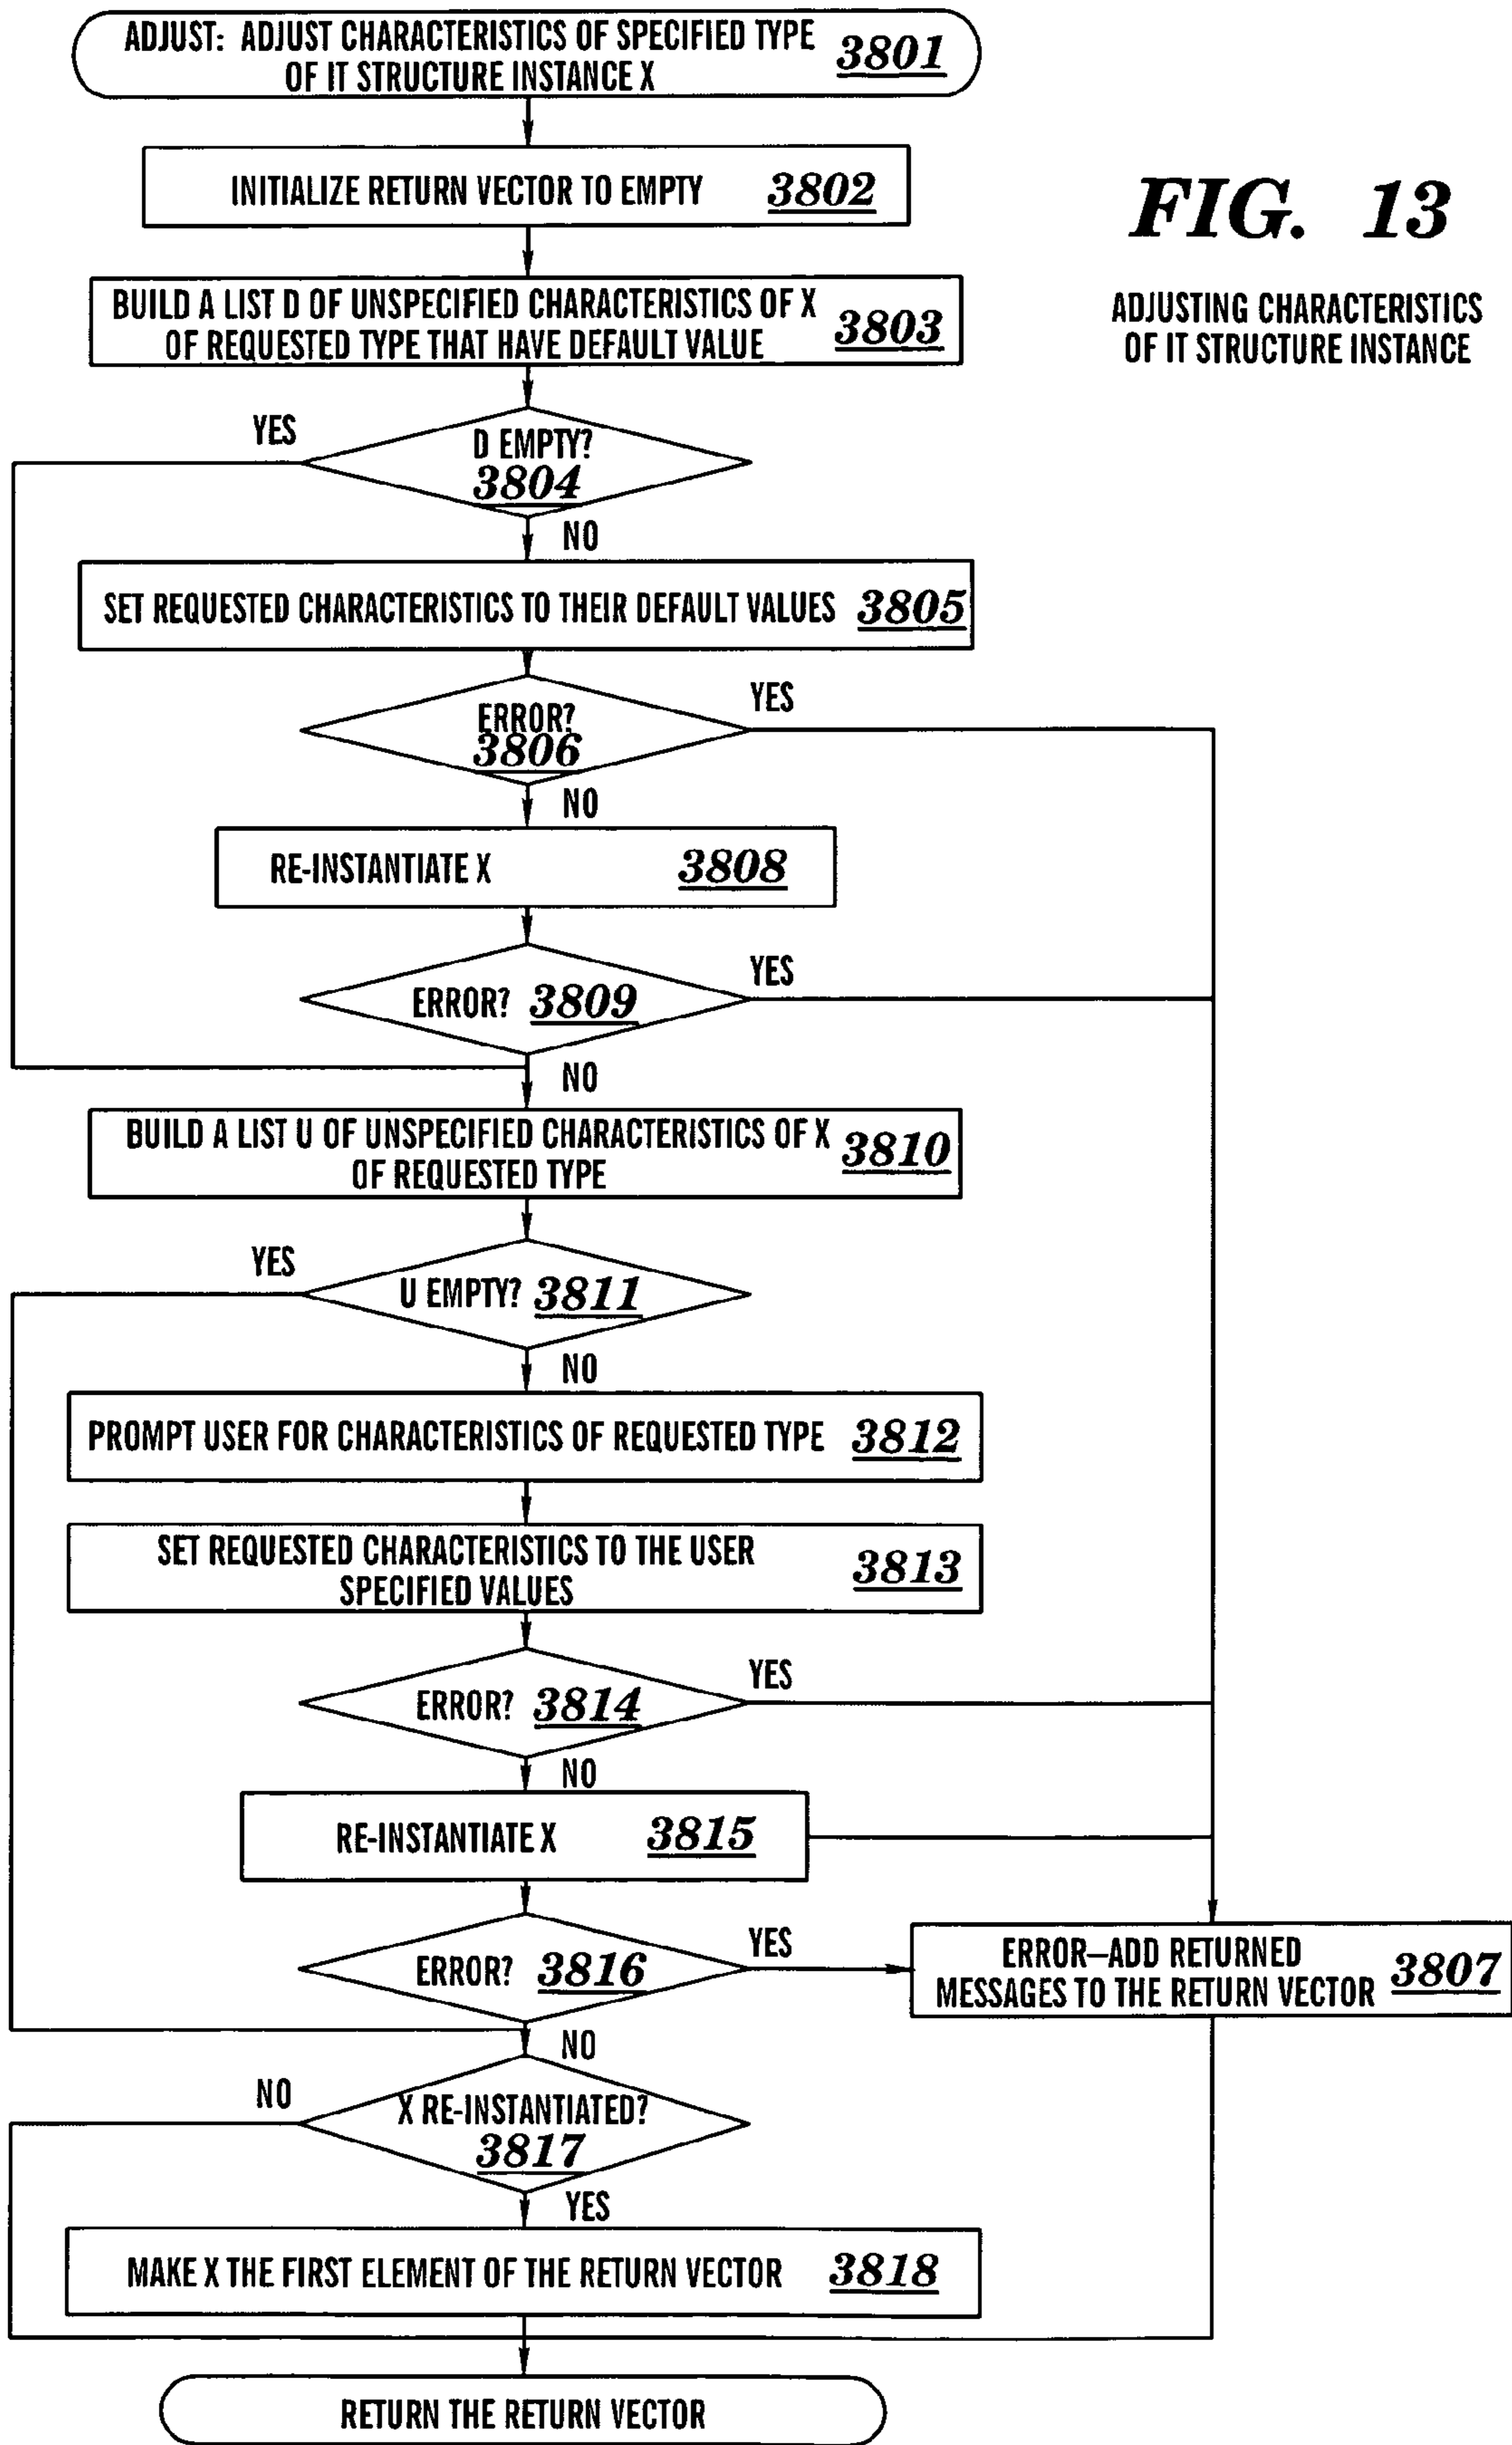 ADJUST: ADJUST CHARACTERISTICS OF SPECIFIED TYPE
OF IT STRUCTURE INSTANCE X
3801
INITIALIZE RETURN VECTOR TO EMPTY 3802
FIG. 13
ADJUSTING CHARACTERISTICS
OF IT STRUCTURE INSTANCE
BUILD A LIST D OF UNSPECIFIED CHARACTERISTICS OF X
OF REQUESTED TYPE THAT HAVE DEFAULT VALUE
3803
YES
D EMPTY?
3804
NO
SET REQUESTED CHARACTERISTICS TO THEIR DEFAULT VALUES 3805
YES
ERROR?
3806
NO
RE-INSTANTIATE X 3808
YES
ERROR? 3809
NO
BUILD A LIST U OF UNSPECIFIED CHARACTERISTICS OF X
OF REQUESTED TYPE
3810
YES
U EMPTY? 3811
NO
PROMPT USER FOR CHARACTERISTICS OF REQUESTED TYPE 3812
SET REQUESTED CHARACTERISTICS TO THE USER
SPECIFIED VALUES
3813
YES
ERROR? 3814
NO
RE-INSTANTIATE X 3815
YES
ERROR? 3816
ERROR—ADD RETURNED
MESSAGES TO THE RETURN VECTOR
3807
NO
NO
X RE-INSTANTIATED?
3817
YES
MAKE X THE FIRST ELEMENT OF THE RETURN VECTOR 3818
RETURN THE RETURN VECTOR